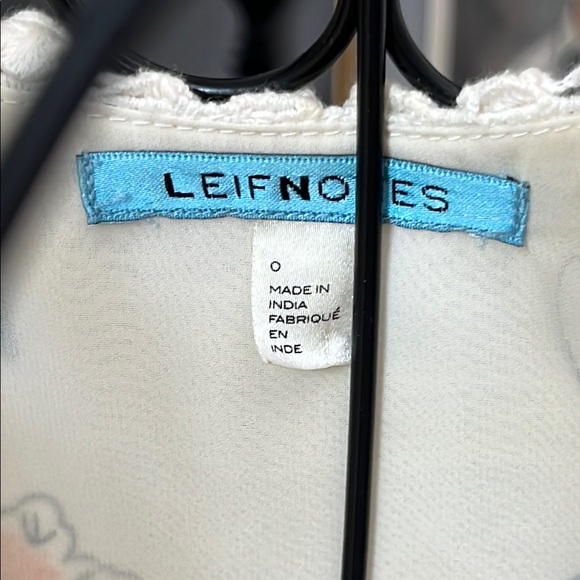 LEIFNOTES
0
MADE IN
INDIA
FABRIQUÉ
EN
INDE